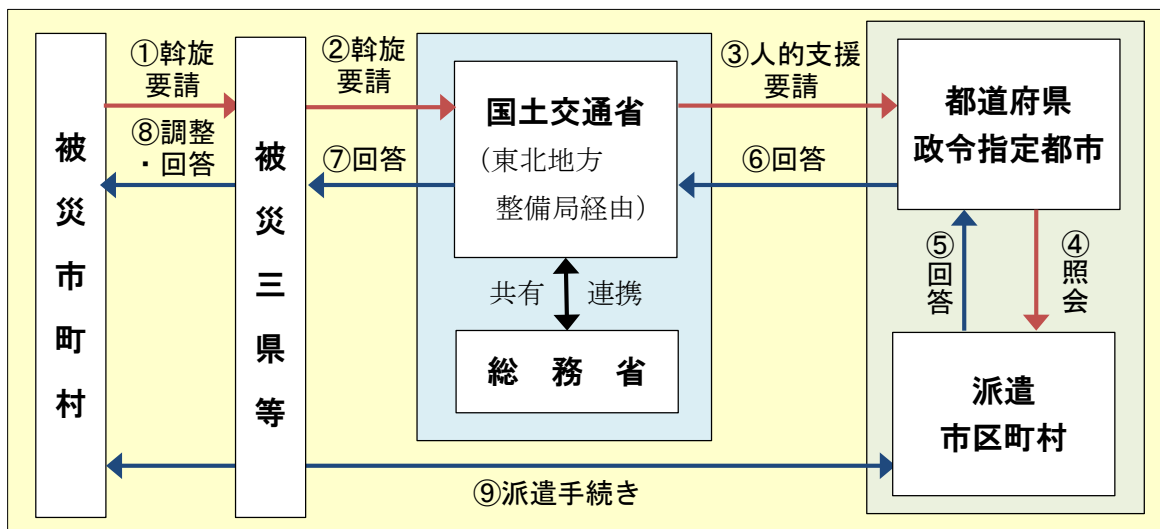 被災市町村
①斡旋
要請
⑧調整
・回答
被災三県等
②斡旋
要請
⑦回答
国土交通省
(東北地方
整備局経由)
共有
連携
総務省
③人的支援
要請
⑥回答
都道府県
政令指定都市
⑤回答
④照会
派遣
市区町村
⑨派遣手続き